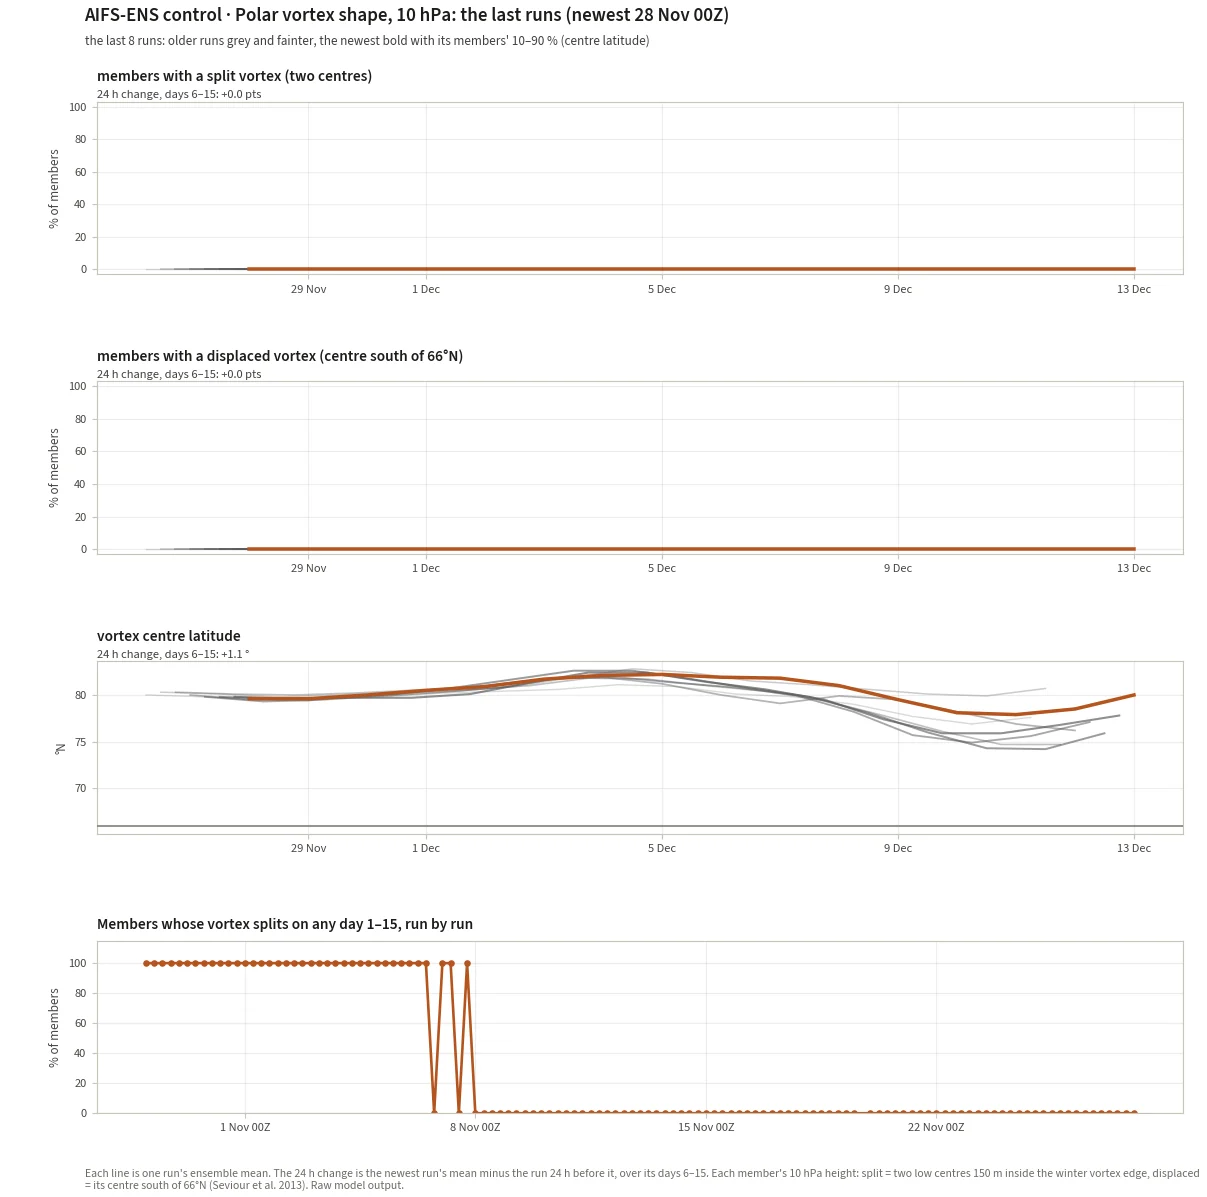 AIFS-ENS control · Polar vortex shape, 10 hPa: the last runs (newest 28 Nov 00Z)
the last 8 runs: older runs grey and fainter, the newest bold with its members' 10–90 % (centre latitude)
members with a split vortex (two centres)
24 h change, days 6–15: +0.0 pts
100
80
60
40
20
0
% of members
29 Nov
1 Dec
5 Dec
9 Dec
13 Dec
members with a displaced vortex (centre south of 66°N)
24 h change, days 6–15: +0.0 pts
100
80
60
40
20
0
% of members
29 Nov
1 Dec
5 Dec
9 Dec
13 Dec
vortex centre latitude
24 h change, days 6–15: +1.1 °
80
75
70
°N
29 Nov
1 Dec
5 Dec
9 Dec
13 Dec
Members whose vortex splits on any day 1–15, run by run
100
80
60
40
20
0
% of members
1 Nov 00Z
8 Nov 00Z
15 Nov 00Z
22 Nov 00Z
Each line is one run's ensemble mean. The 24 h change is the newest run's mean minus the run 24 h before it, over its days 6–15. Each member's 10 hPa height: split = two low centres 150 m inside the winter vortex edge, displaced
= its centre south of 66°N (Seviour et al. 2013). Raw model output.